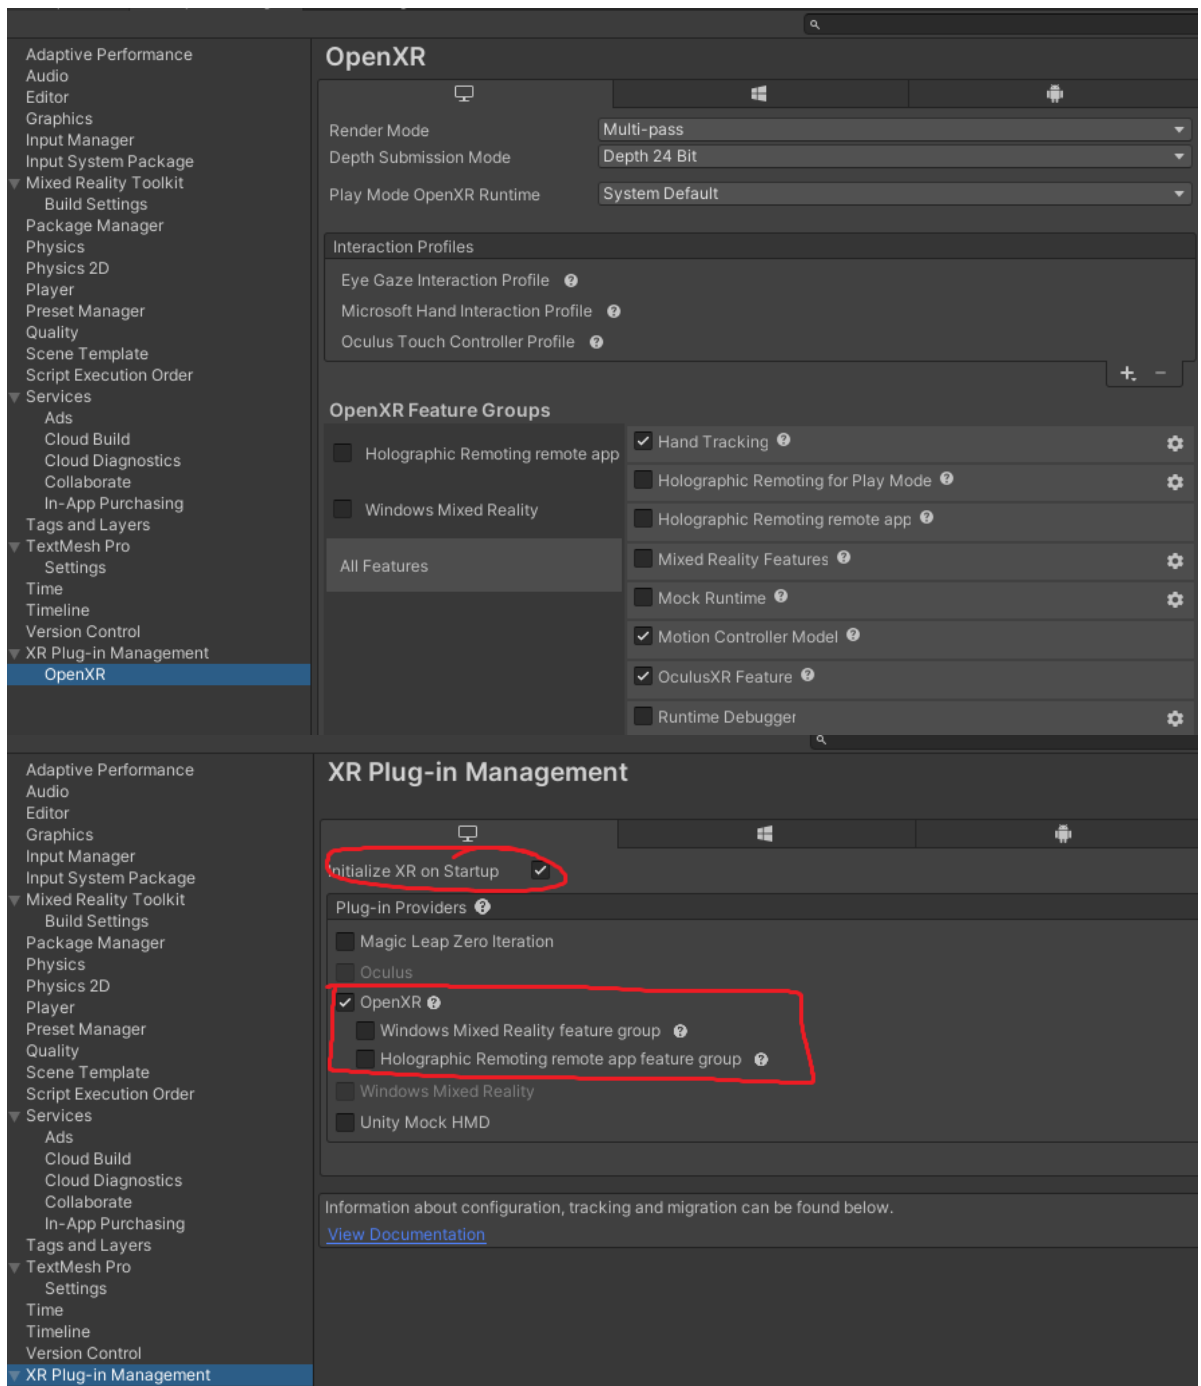 OpenXR
Adaptive Performance
Audio
Editor
Graphics
Input Manager
Input System Package
Mixed Reality Toolkit
Build Settings
Package Manager
Physics
Physics 2D
Player
Preset Manager
Quality
Scene Template
Script Execution Order
Services
Ads
Cloud Build
Cloud Diagnostics
Collaborate
In-App Purchasing
Tags and Layers
TextMesh Pro
Settings
Time
Timeline
Version Control
XR Plug-in Management
OpenXR
Render Mode Multi-pass
Depth Submission Mode Depth 24 Bit
Play Mode OpenXR Runtime System Default
Interaction Profiles
Eye Gaze Interaction Profile
Microsoft Hand Interaction Profile
Oculus Touch Controller Profile
OpenXR Feature Groups
Holographic Remoting remote app
Windows Mixed Reality
All Features
Hand Tracking
Holographic Remoting for Play Mode
Holographic Remoting remote app
Mixed Reality Features
Mock Runtime
Motion Controller Model
OculusXR Feature
Runtime Debugger
Adaptive Performance
Audio
Editor
Graphics
Input Manager
Input System Package
Mixed Reality Toolkit
Build Settings
Package Manager
Physics
Physics 2D
Player
Preset Manager
Quality
Scene Template
Script Execution Order
Services
Ads
Cloud Build
Cloud Diagnostics
Collaborate
In-App Purchasing
Tags and Layers
TextMesh Pro
Settings
Time
Timeline
Version Control
XR Plug-in Management
XR Plug-in Management
Initialize XR on Startup
Plug-in Providers
Magic Leap Zero Iteration
Oculus
OpenXR
Windows Mixed Reality feature group
Holographic Remoting remote app feature group
Windows Mixed Reality
Unity Mock HMD
Information about configuration, tracking and migration can be found below.
View Documentation